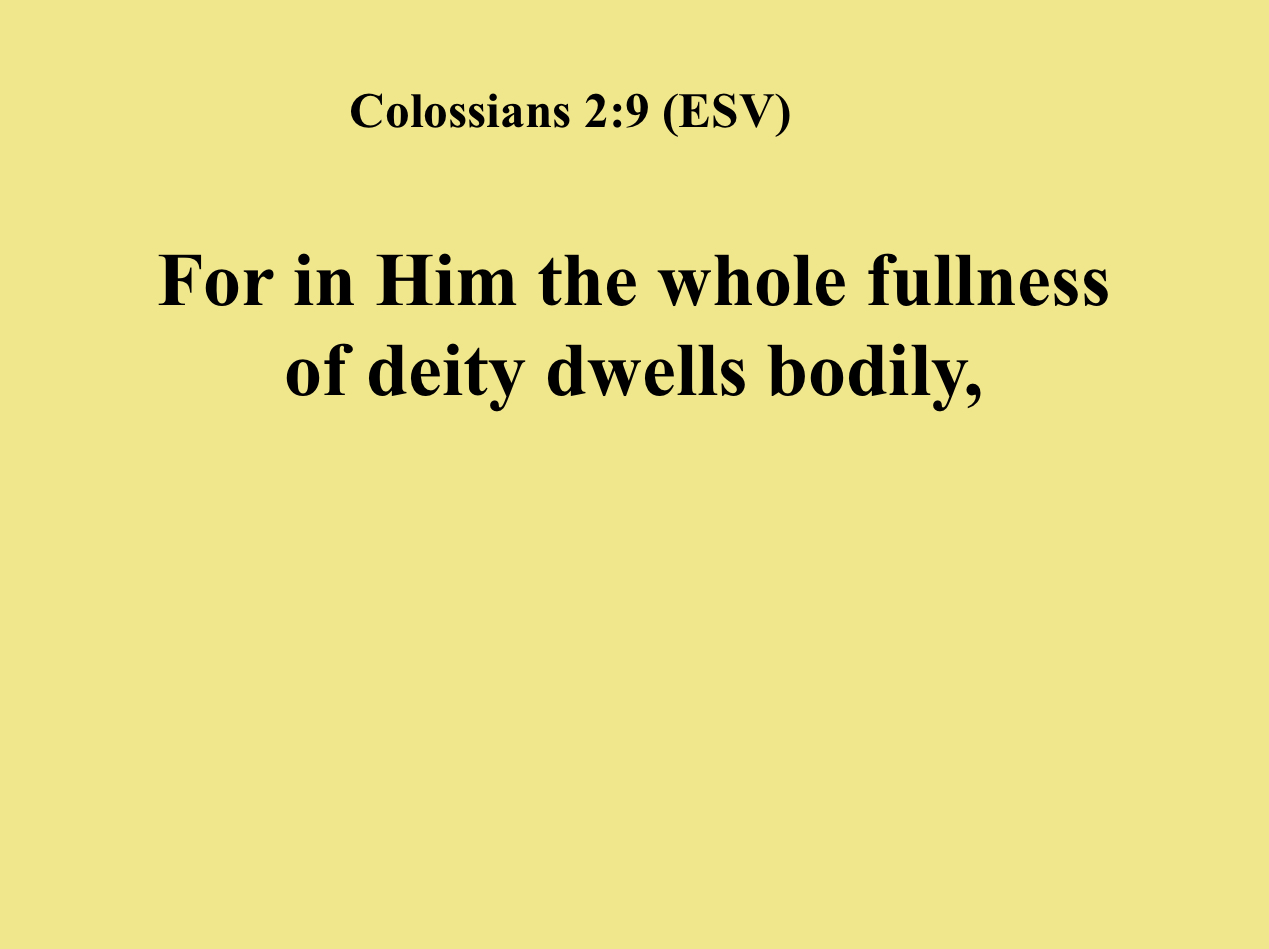 Colossians 2:9 (ESV)
For in Him the whole fullness
of deity dwells bodily,